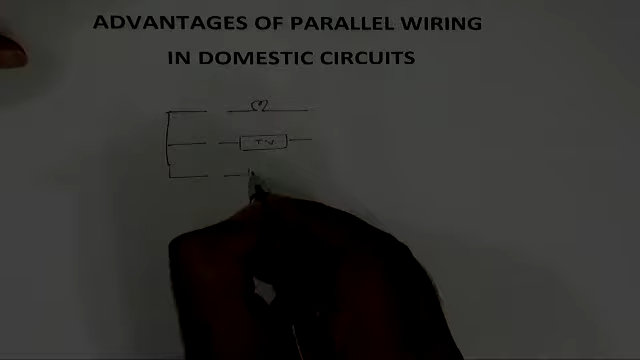 ADVANTAGES OF PARALLEL WIRING
IN DOMESTIC CIRCUITS
T.V